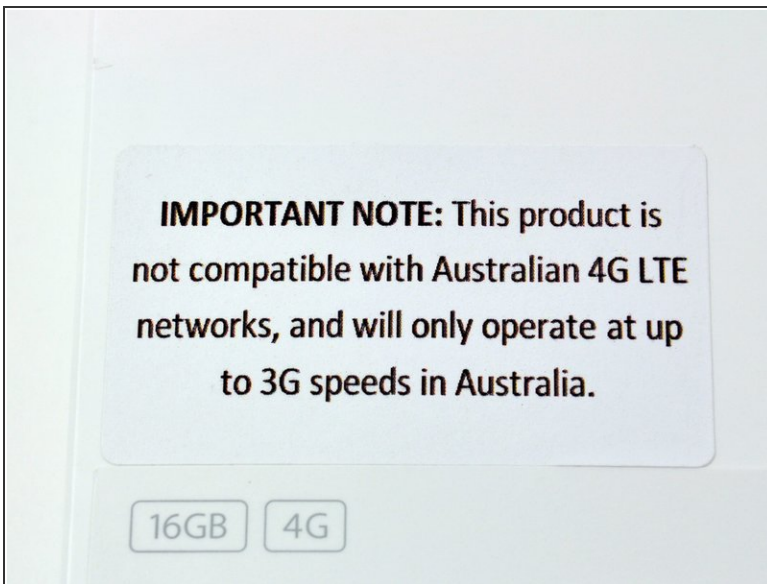 IMPORTANT NOTE: This product is
not compatible with Australian 4G LTE
networks, and will only operate at up
to 3G speeds in Australia.
16GB 4G